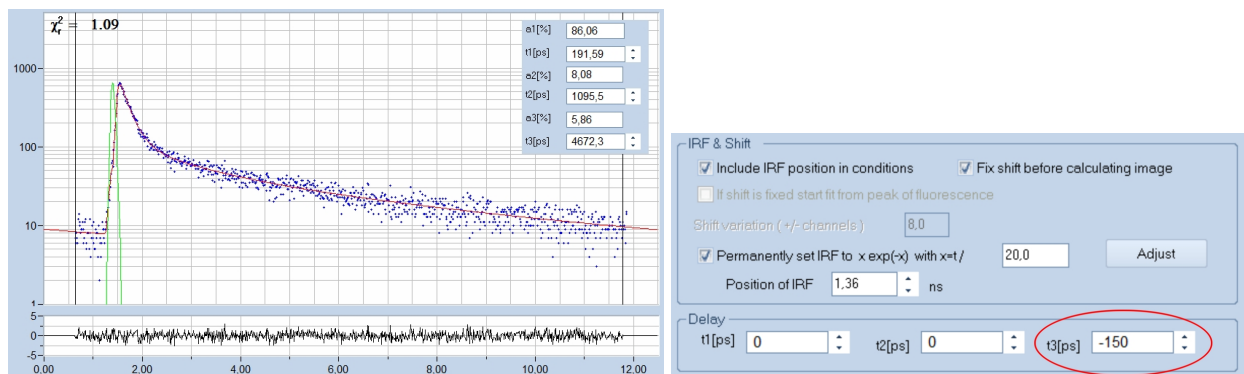 χ²r = 1.09
a1[%] 86,06
t1[ps] 191,59
a2[%] 8,08
t2[ps] 1095,5
a3[%] 5,86
t3[ps] 4672,3
1000
100
10
1
5
0
-5
0.00 2.00 4.00 6.00 8.00 10.00 12.00
IRF & Shift
Include IRF position in conditions Fix shift before calculating image
If shift is fixed start fit from peak of fluorescence
Shift variation ( +/- channels ) 8,0
Permanently set IRF to x exp(-x) with x=t/ 20,0 Adjust
Position of IRF 1,36 ns
Delay
t1[ps] 0 t2[ps] 0 t3[ps] -150